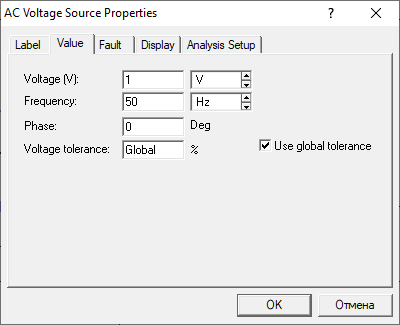 AC Voltage Source Properties ? ×
Label Value Fault Display Analysis Setup
Voltage (V): 1 V
Frequency: 50 Hz
Phase: 0 Deg
Voltage tolerance: Global % Use global tolerance
OK Отмена